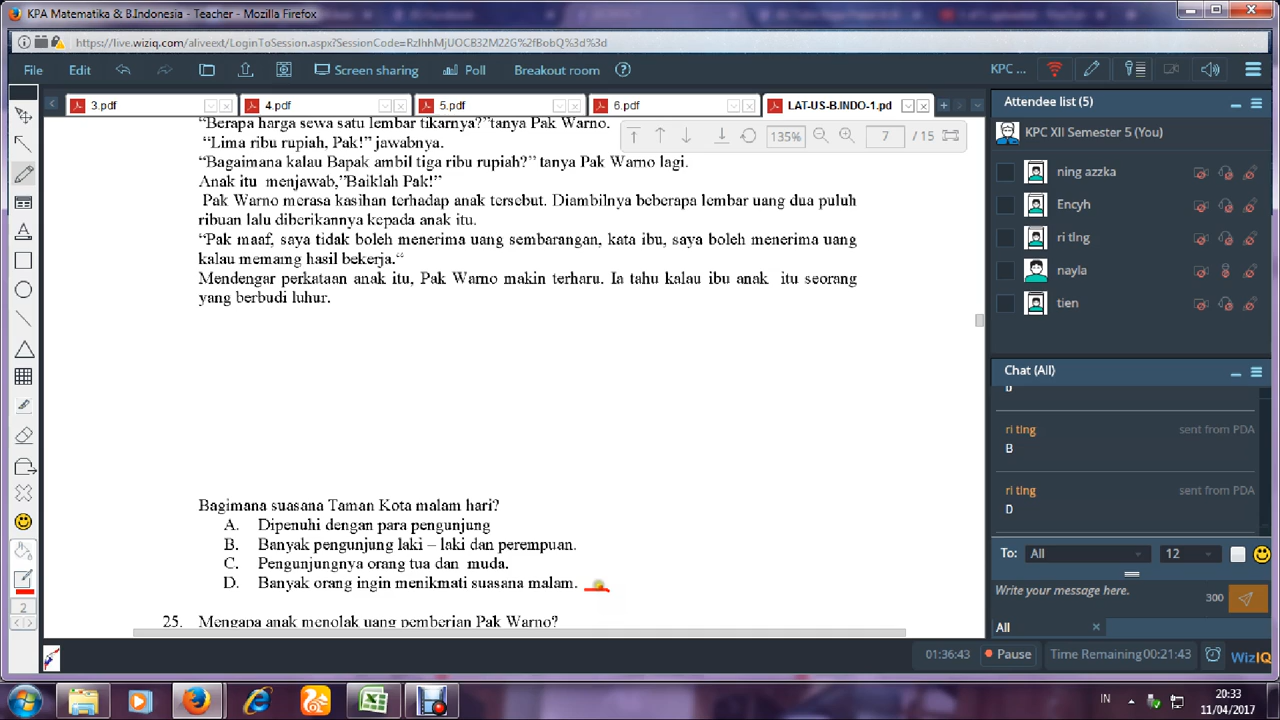 KPA Matematika & B.Indonesia - Teacher - Mozilla Firefox
https://live.wiziq.com/aliveext/LoginToSession.aspx?SessionCode=RzIhhMjUOCB32M22G%2fBobQ%3d%3d
File Edit Screen sharing Poll Breakout room KPC ...
3.pdf 4.pdf 5.pdf 6.pdf LAT-US-B.INDO-1.pd
7 / 15 135%
“Berapa harga sewa satu lembar tikarnya?”tanya Pak Warno.
“Lima ribu rupiah, Pak!” jawabnya.
“Bagaimana kalau Bapak ambil tiga ribu rupiah?” tanya Pak Warno lagi.
Anak itu menjawab,”Baiklah Pak!”
Pak Warno merasa kasihan terhadap anak tersebut. Diambilnya beberapa lembar uang dua puluh
ribuan lalu diberikannya kepada anak itu.
“Pak maaf, saya tidak boleh menerima uang sembarangan, kata ibu, saya boleh menerima uang
kalau memamg hasil bekerja.“
Mendengar perkataan anak itu, Pak Warno makin terharu. Ia tahu kalau ibu anak itu seorang
yang berbudi luhur.
Bagimana suasana Taman Kota malam hari?
A. Dipenuhi dengan para pengunjung
B. Banyak pengunjung laki – laki dan perempuan.
C. Pengunjungnya orang tua dan muda.
D. Banyak orang ingin menikmati suasana malam.
25. Mengapa anak menolak uang pemberian Pak Warno?
2
Attendee list (5)
KPC XII Semester 5 (You)
ning azzka
Encyh
ri tIng
nayla
tien
Chat (All)
D
ri tIng sent from PDA
B
ri tIng sent from PDA
D
To: All 12
Write your message here. 300
All
01:36:43 Pause Time Remaining 00:21:43 WizIQ
IN 20:33
11/04/2017